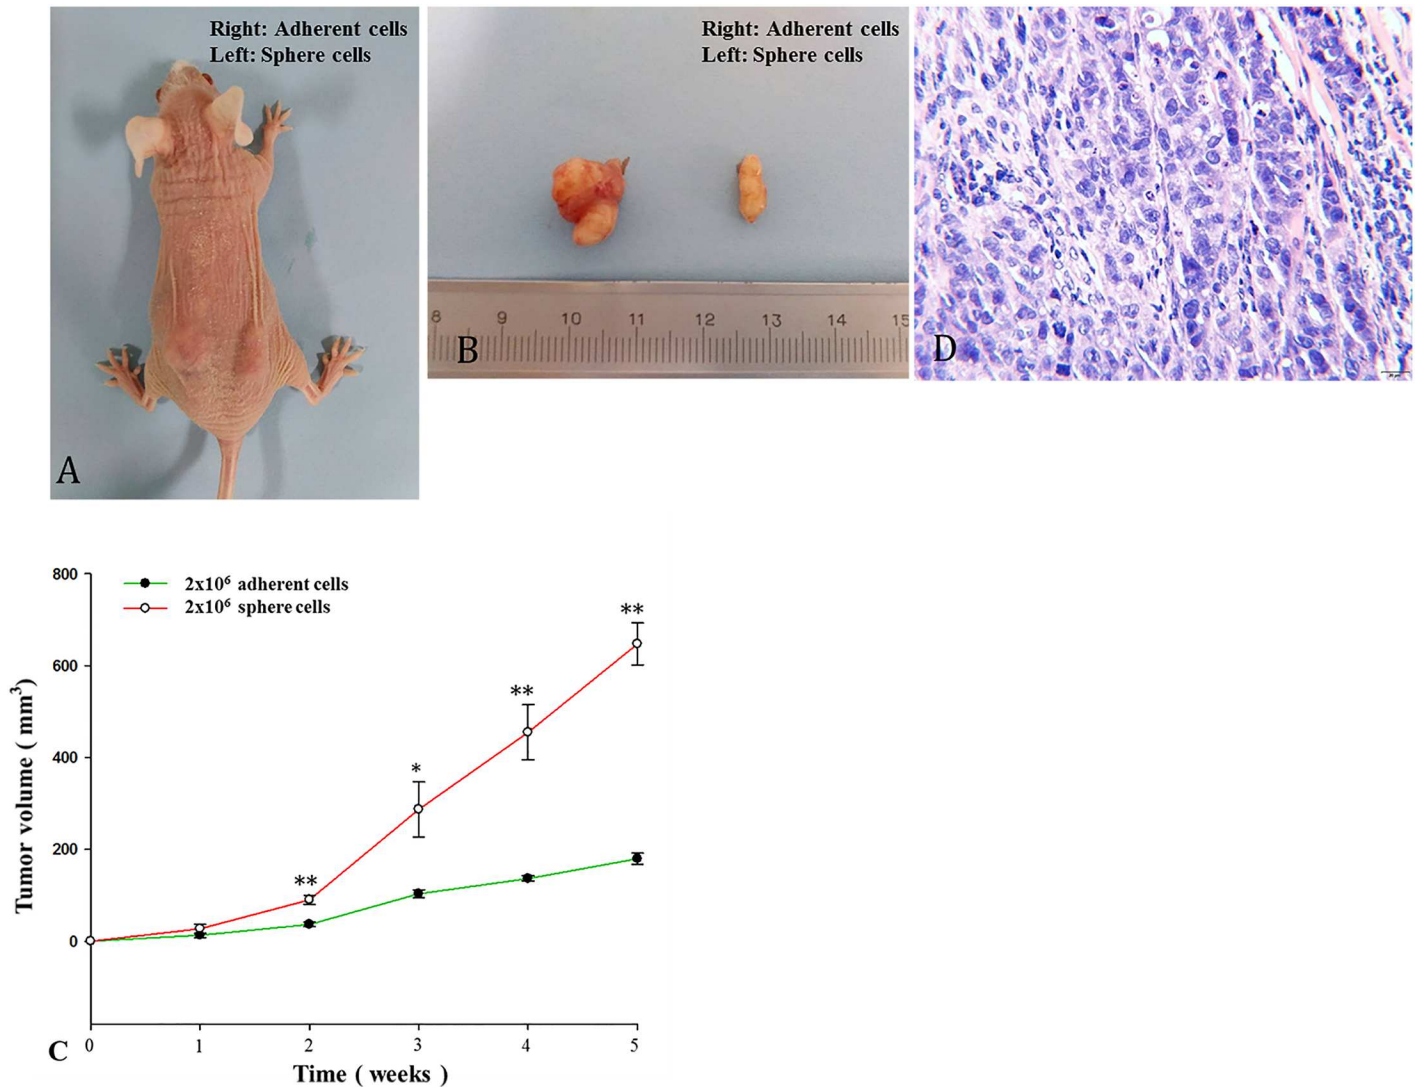 Right: Adherent cells
Left: Sphere cells
A
Right: Adherent cells
Left: Sphere cells
8 9 10 11 12 13 14 15
B
D
800
600
400
200
0
Tumor volume ( mm³)
2x10⁶ adherent cells
2x10⁶ sphere cells
**
*
**
**
0 1 2 3 4 5
C
Time ( weeks )